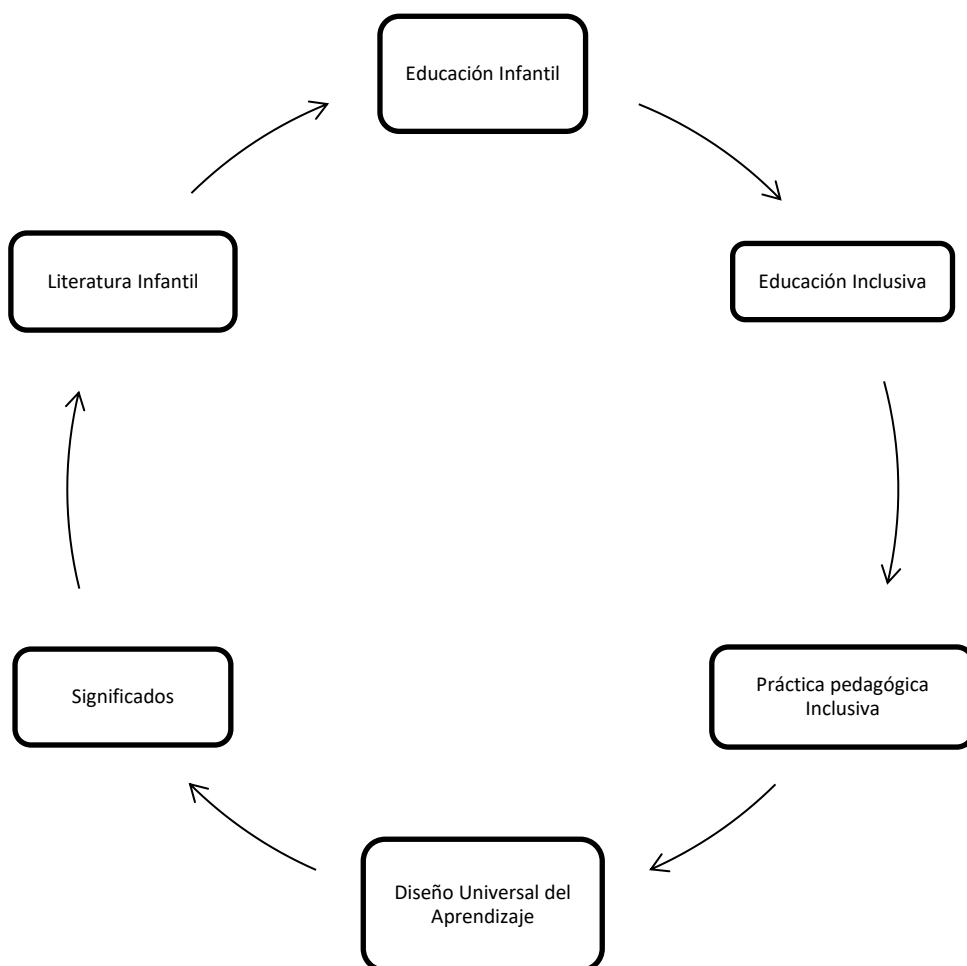 Educación Infantil
Educación Inclusiva
Práctica pedagógica
Inclusiva
Diseño Universal del
Aprendizaje
Significados
Literatura Infantil